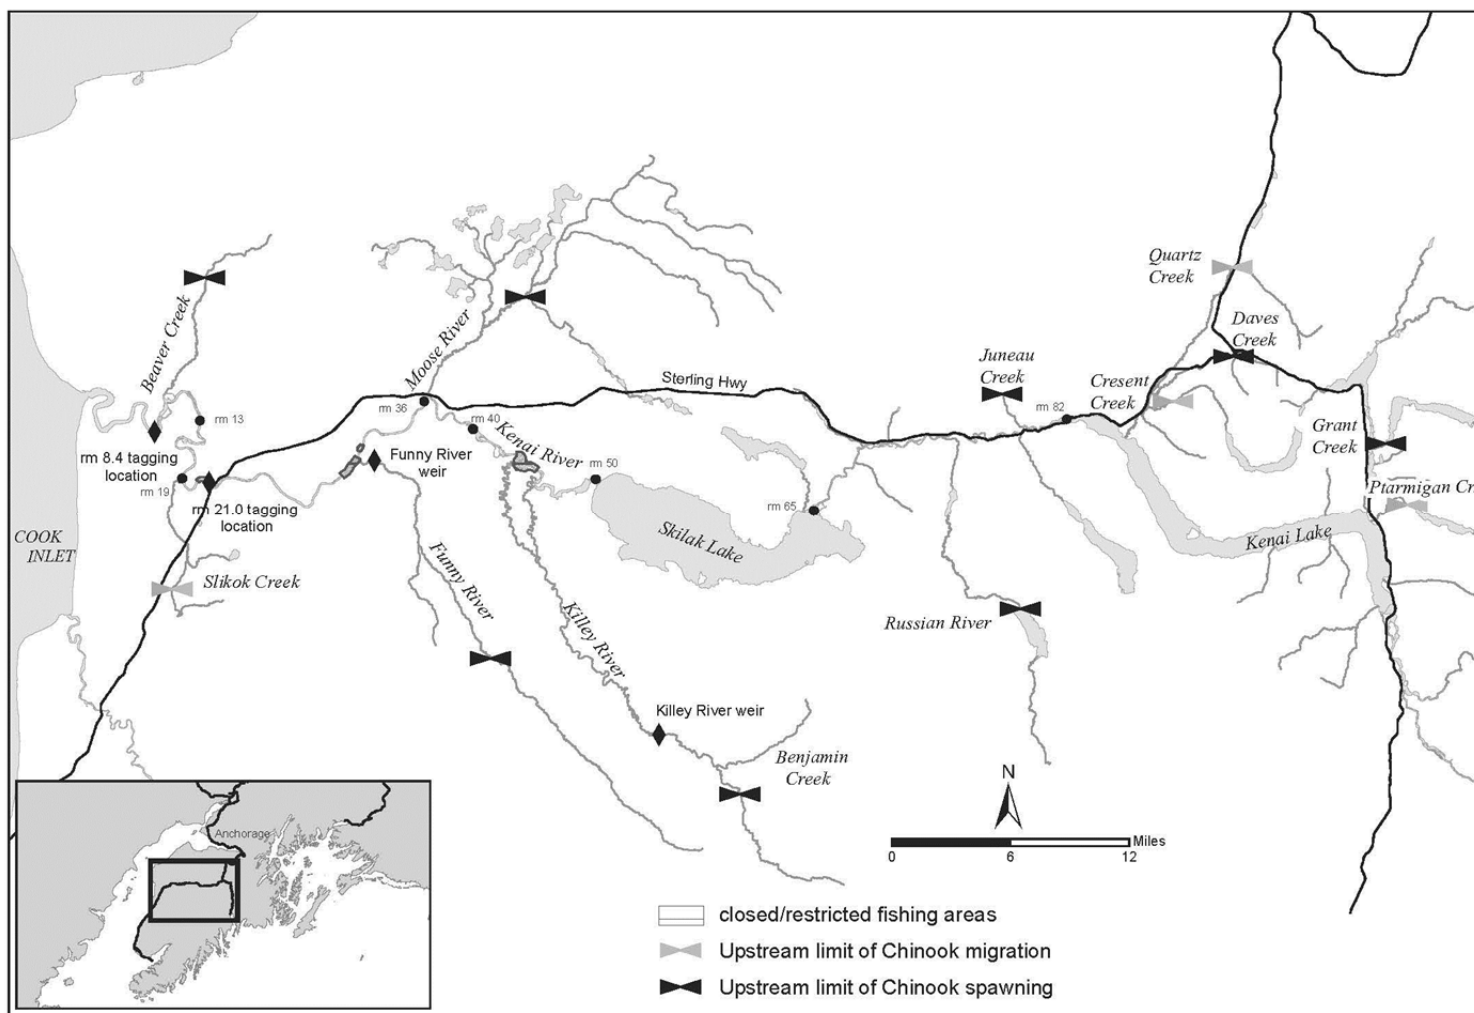 Quartz
Creek
Daves
Creek
Beaver Creek
Moose River
Juneau
Creek
Sterling Hwy
Cresent
Creek
rm 36
rm 82
rm 13
rm 40
Kenai River
Grant
Creek
rm 8.4 tagging
location
Funny River
weir
rm 50
rm 19
Ptarmigan Cr
rm 21.0 tagging
location
rm 65
COOK
INLET
Skilak Lake
Kenai Lake
Slikok Creek
Funny River
Russian River
Killey River
Killey River weir
Benjamin
Creek
N
Miles
0
6
12
Anchorage
closed/restricted fishing areas
Upstream limit of Chinook migration
Upstream limit of Chinook spawning